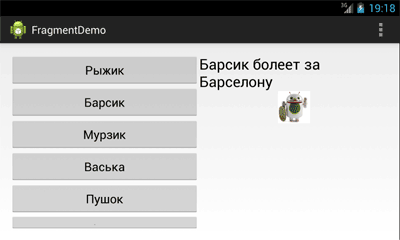 3G 19:18
FragmentDemo
Рыжик
Барсик
Мурзик
Васька
Пушок
Барсик болеет за
Барселону